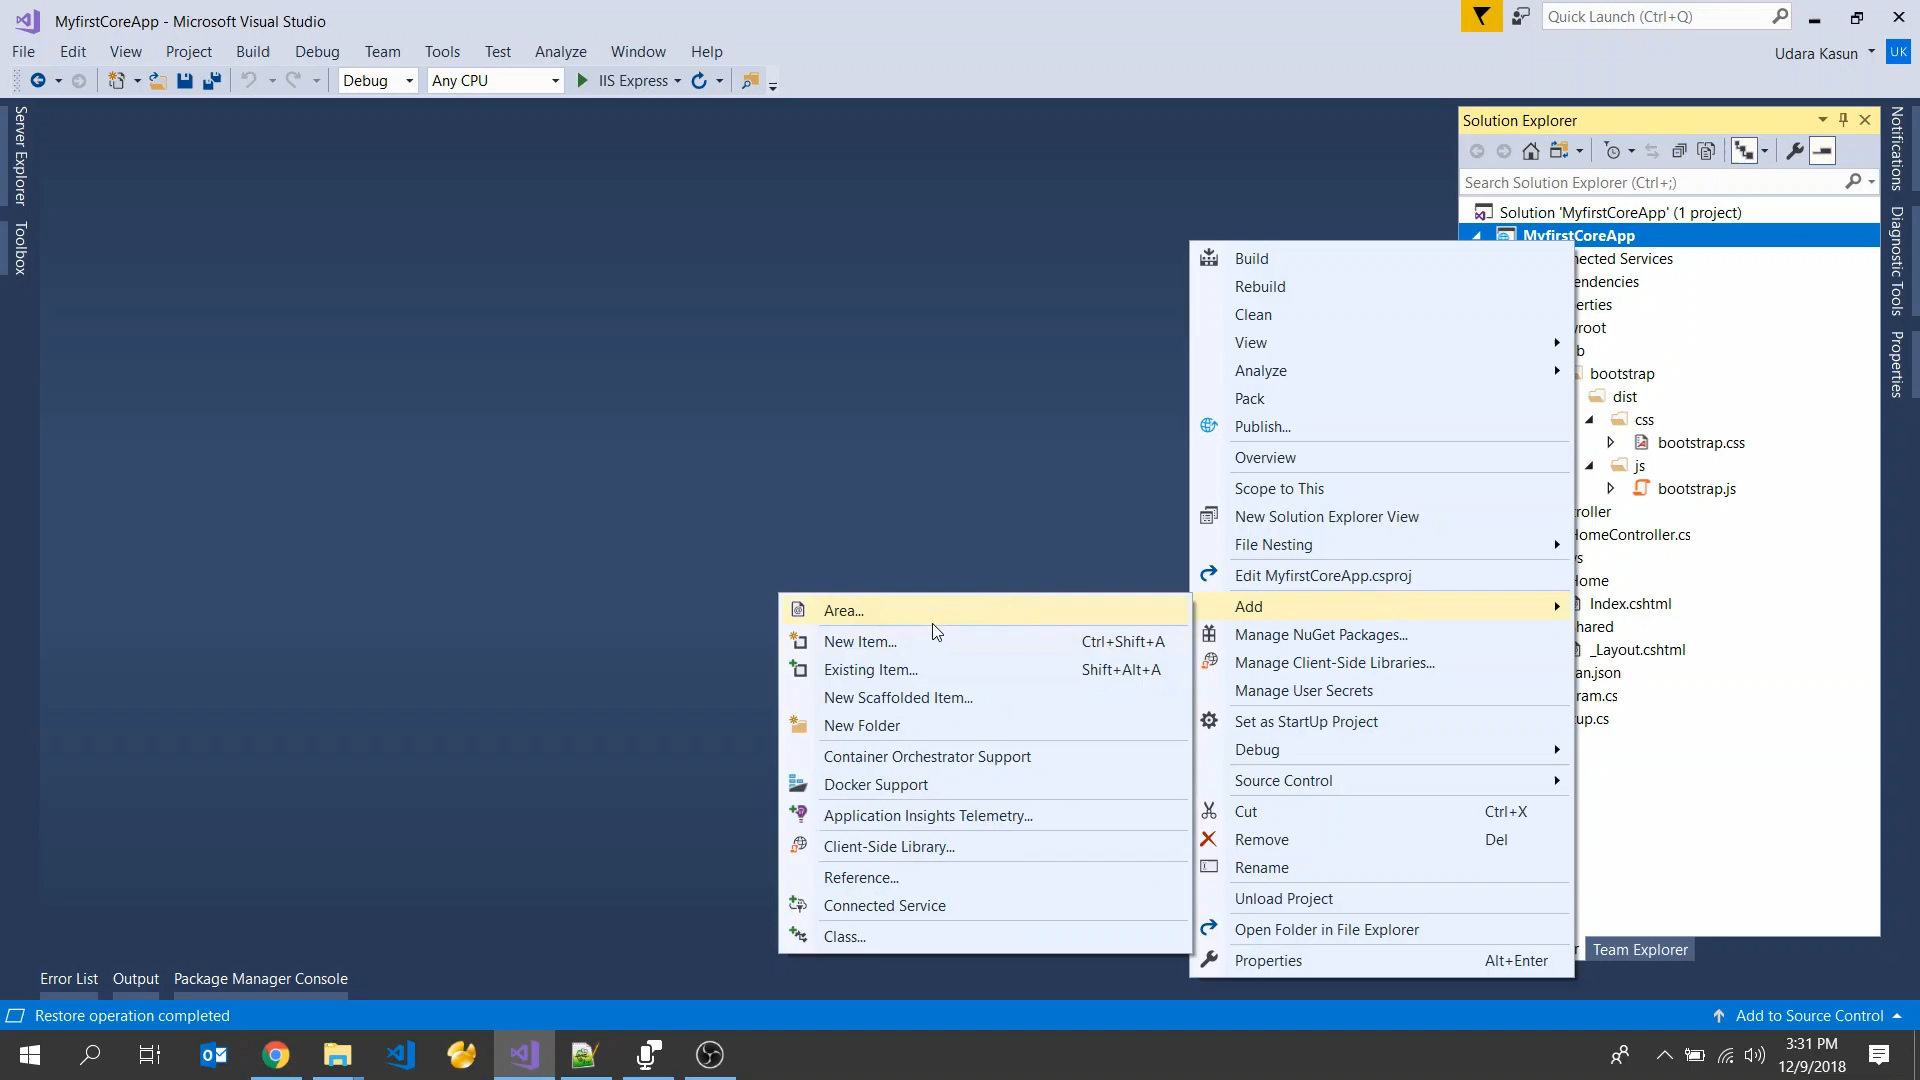 MyfirstCoreApp - Microsoft Visual Studio
Quick Launch (Ctrl+Q)
File Edit View Project Build Debug Team Tools Test Analyze Window Help
Udara Kasun UK
Debug Any CPU IIS Express
Server Explorer
Toolbox
Solution Explorer
Search Solution Explorer (Ctrl+;)
Solution 'MyfirstCoreApp' (1 project)
MyfirstCoreApp
nected Services
endencies
erties
root
b
bootstrap
dist
css
bootstrap.css
js
bootstrap.js
roller
HomeController.cs
s
Home
Index.cshtml
hared
_Layout.cshtml
an.json
ram.cs
up.cs
Team Explorer
Notifications
Diagnostic Tools
Properties
Build
Rebuild
Clean
View
Analyze
Pack
Publish...
Overview
Scope to This
New Solution Explorer View
File Nesting
Edit MyfirstCoreApp.csproj
Add
Manage NuGet Packages...
Manage Client-Side Libraries...
Manage User Secrets
Set as StartUp Project
Debug
Source Control
Cut Ctrl+X
Remove Del
Rename
Unload Project
Open Folder in File Explorer
Properties Alt+Enter
Area...
New Item... Ctrl+Shift+A
Existing Item... Shift+Alt+A
New Scaffolded Item...
New Folder
Container Orchestrator Support
Docker Support
Application Insights Telemetry...
Client-Side Library...
Reference...
Connected Service
Class...
Error List Output Package Manager Console
Restore operation completed
Add to Source Control
3:31 PM
12/9/2018